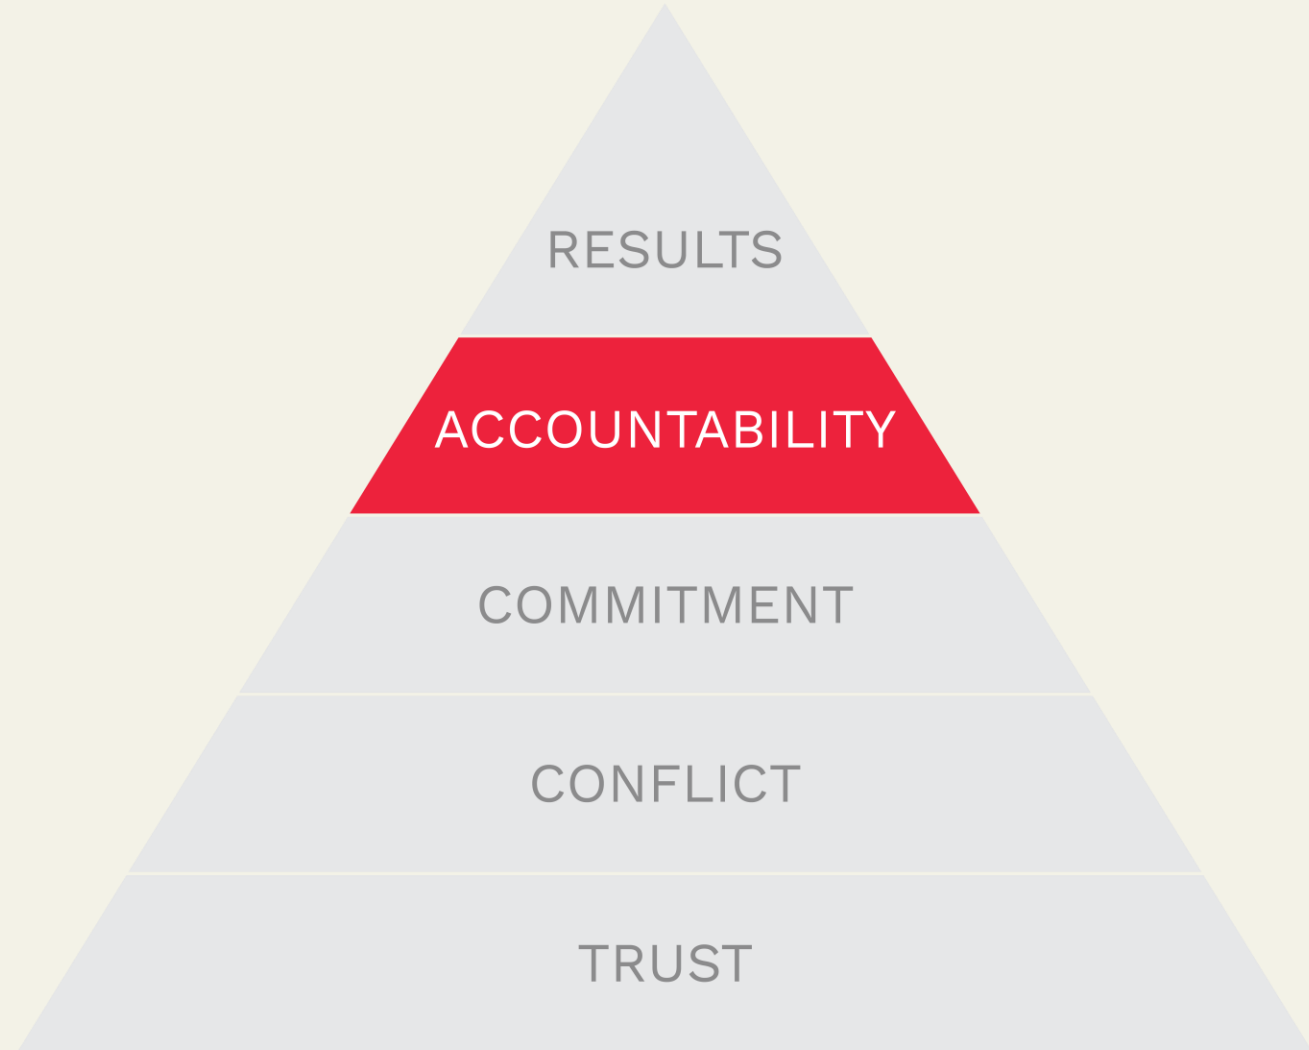 RESULTS
ACCOUNTABILITY
COMMITMENT
CONFLICT
TRUST